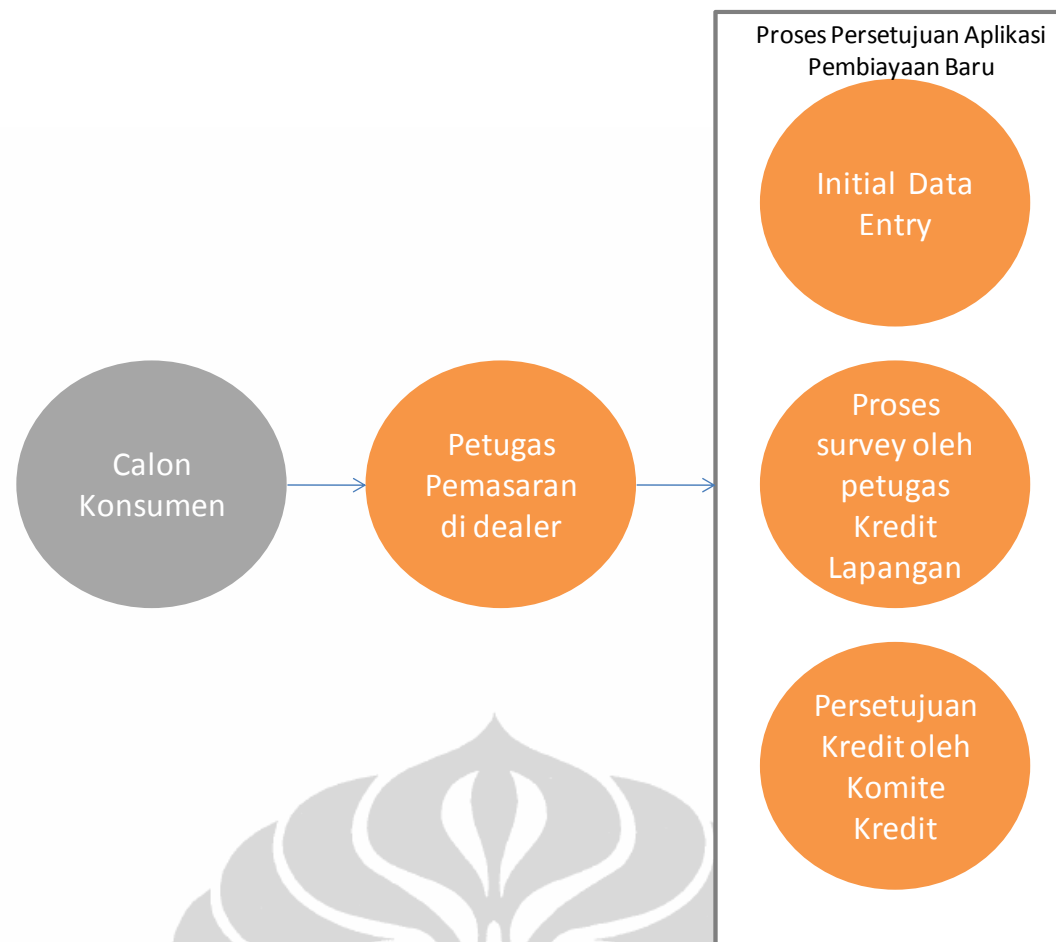 Proses Persetujuan Aplikasi
Pembiayaan Baru
Initial Data
Entry
Calon
Konsumen
Petugas
Pemasaran
di dealer
Proses
survey oleh
petugas
Kredit
Lapangan
Persetujuan
Kredit oleh
Komite
Kredit